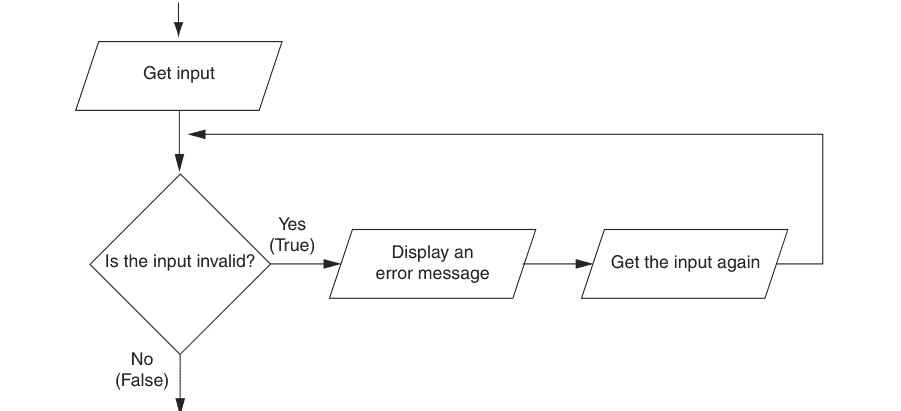 Get input
Yes
(True)
Is the input invalid?
Display an
error message
Get the input again
No
(False)